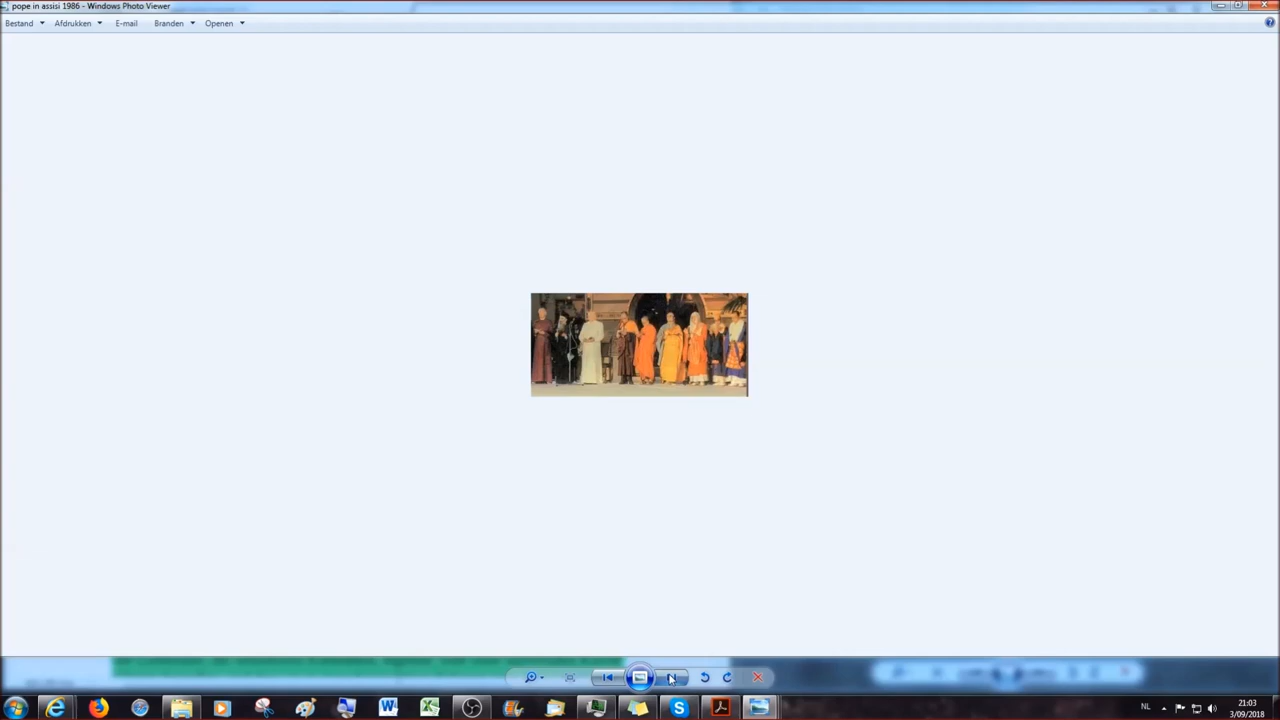 pope in assisi 1986 - Windows Photo Viewer
Bestand Afdrukken E-mail Branden Openen
NL 21:03
3/09/2018